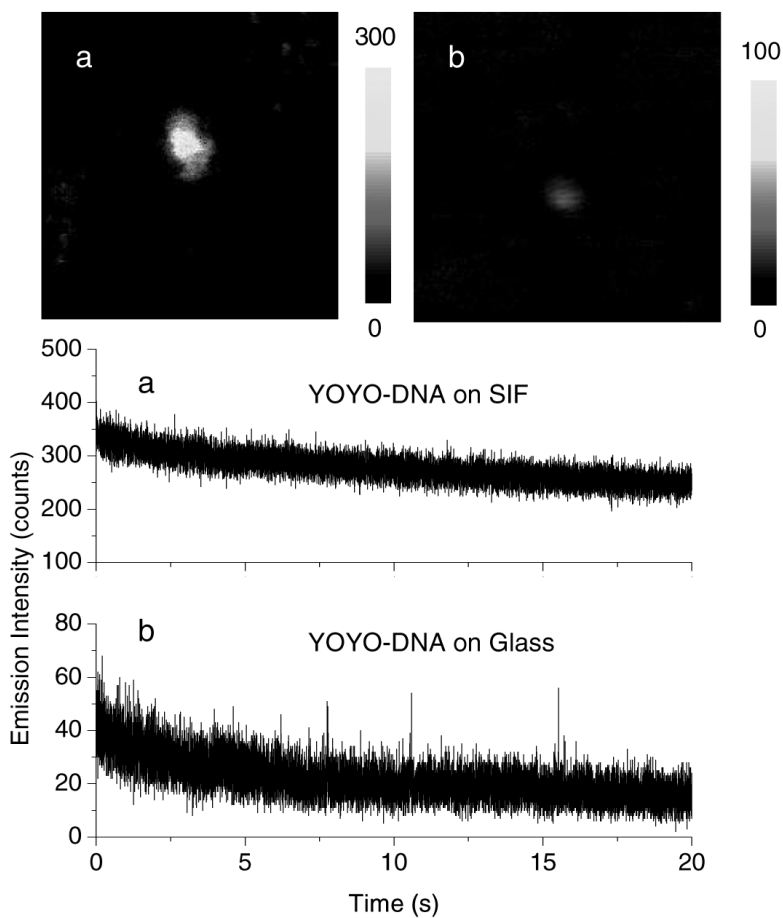 a
300
0
b
100
0
Emission Intensity (counts)
500
400
300
200
100
a
YOYO-DNA on SIF
80
60
40
20
0
b
YOYO-DNA on Glass
0
5
10
15
20
Time (s)